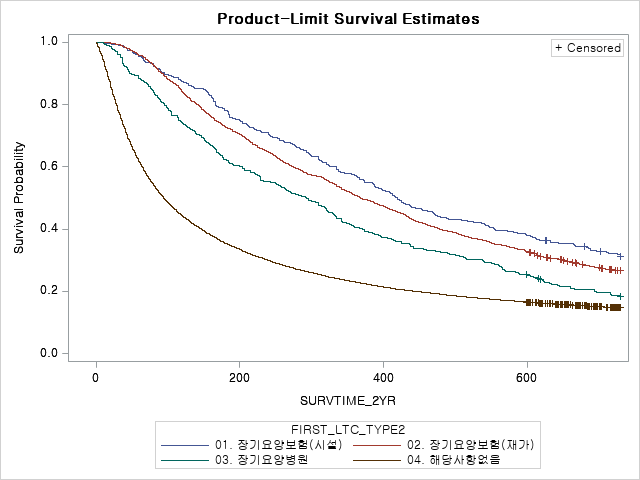 Product-Limit Survival Estimates
+ Censored
1.0
0.8
0.6
0.4
0.2
0.0
Survival Probability
0 200 400 600
SURVTIME_2YR
FIRST_LTC_TYPE2
01. 장기요양보험(시설) 02. 장기요양보험(재가)
03. 장기요양병원 04. 해당사항없음